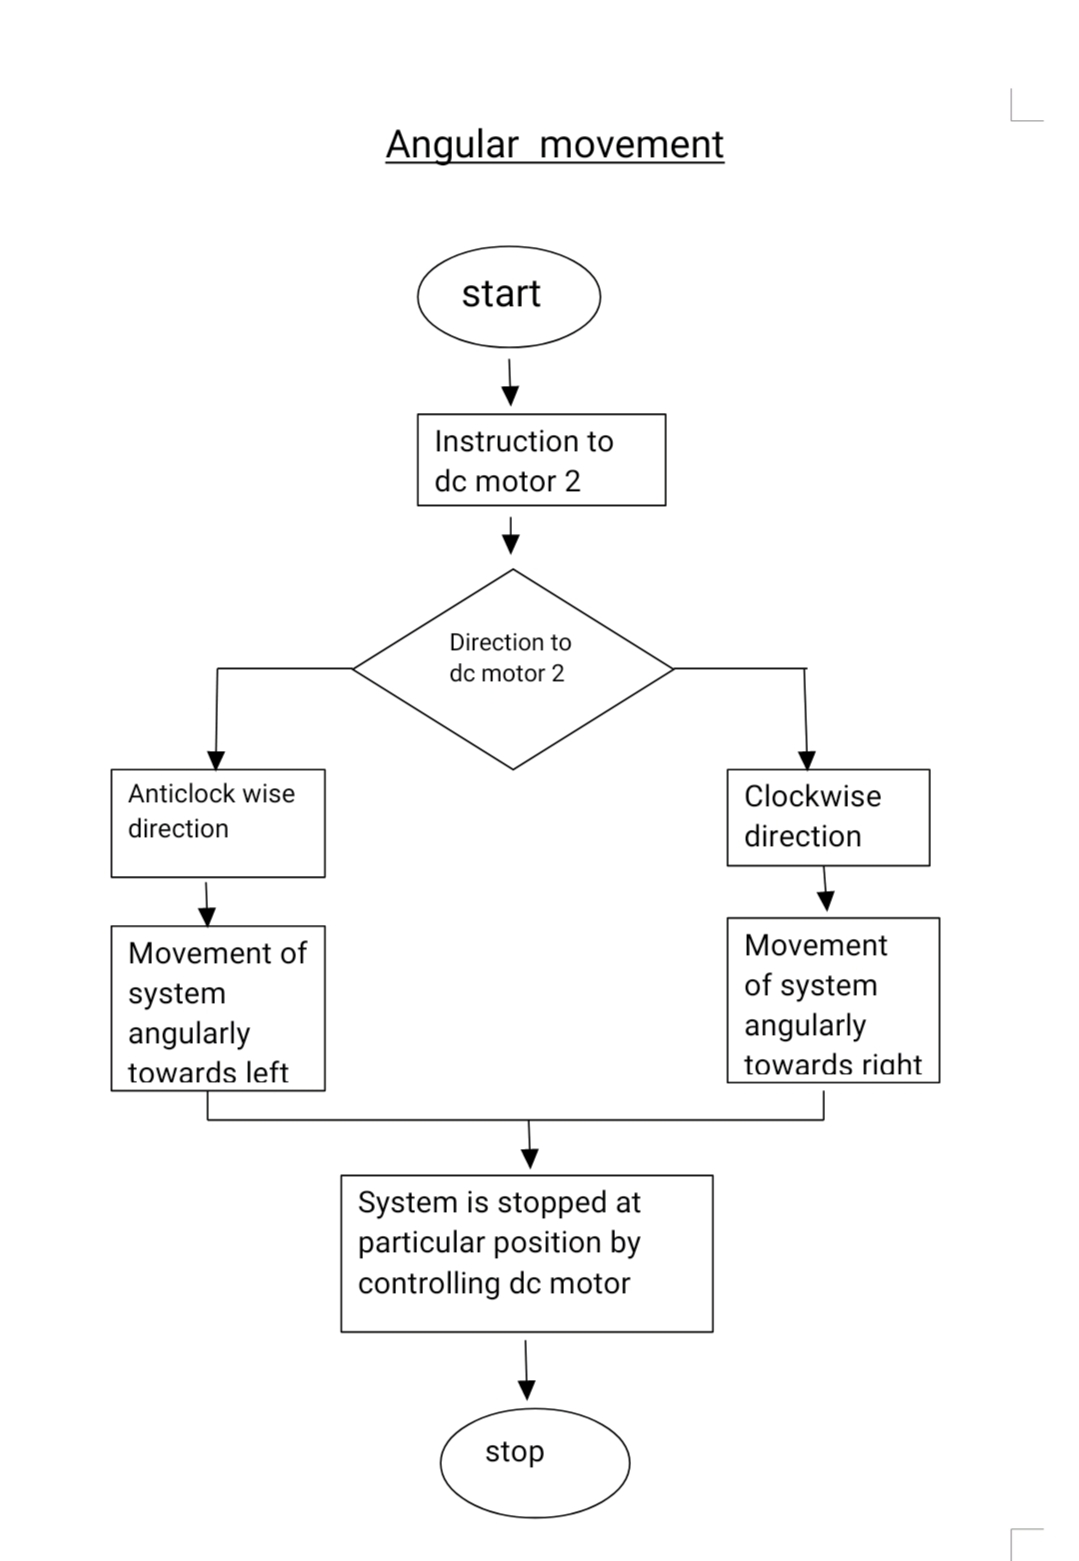 Angular movement
start
Instruction to
dc motor 2
Direction to
dc motor 2
Anticlock wise
direction
Clockwise
direction
Movement of
system
angularly
towards left
Movement
of system
angularly
towards right
System is stopped at
particular position by
controlling dc motor
stop